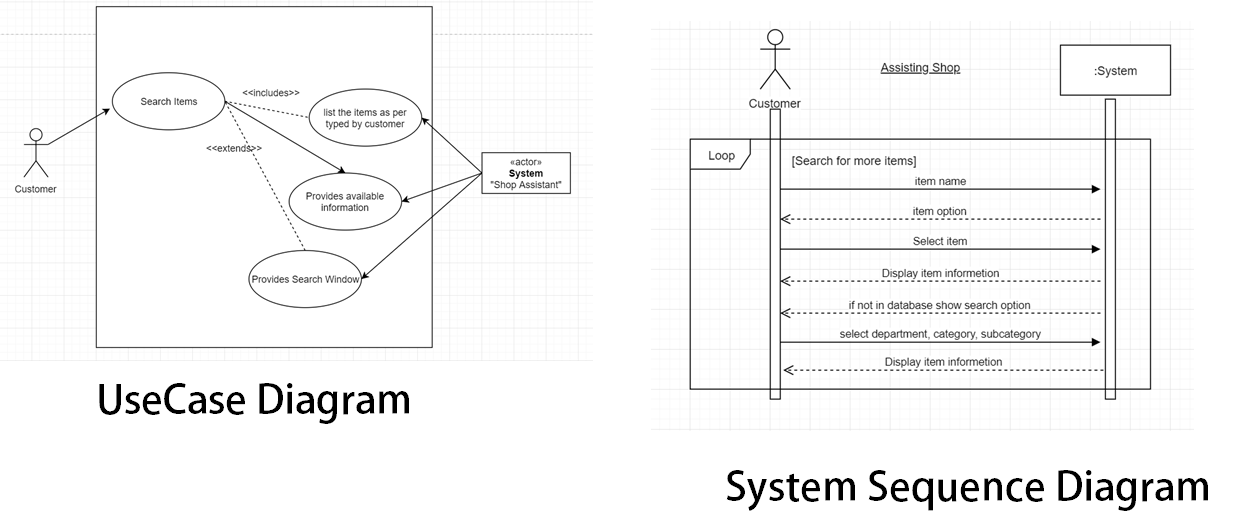 <<includes>>
Search Items
list the items as per
typed by customer
<<extends>>
«actor»
System
"Shop Assistant"
Customer
Provides available
information
Provides Search Window
UseCase Diagram
Assisting Shop
:System
Customer
Loop
[Search for more items]
item name
item option
Select item
Display item informetion
if not in database show search option
select department, category, subcategory
Display item informetion
System Sequence Diagram